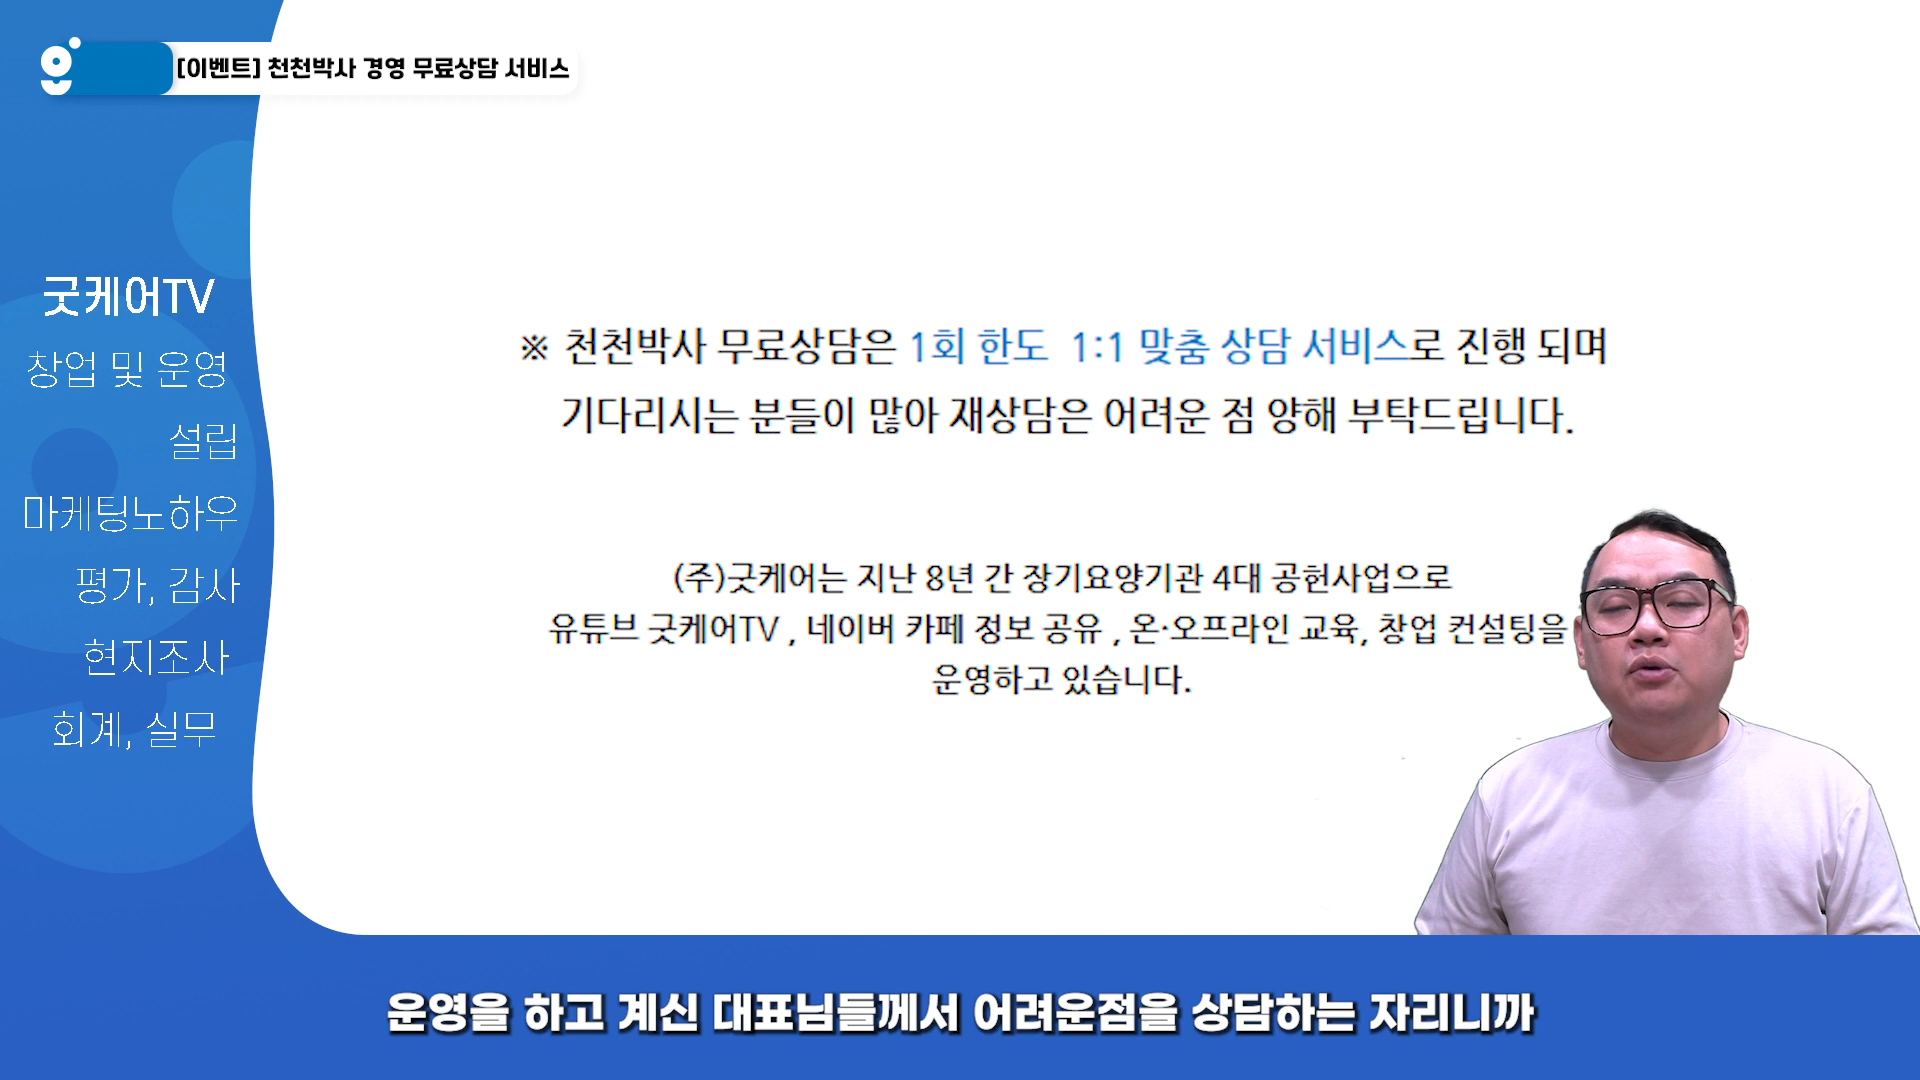 [이벤트] 천천박사 경영 무료상담 서비스
굿케어TV
창업 및 운영
설립
마케팅노하우
평가, 감사
현지조사
회계, 실무
※ 천천박사 무료상담은 1회 한도 1:1 맞춤 상담 서비스로 진행 되며
기다리시는 분들이 많아 재상담은 어려운 점 양해 부탁드립니다.
(주)굿케어는 지난 8년 간 장기요양기관 4대 공헌사업으로
유튜브 굿케어TV , 네이버 카페 정보 공유 , 온·오프라인 교육, 창업 컨설팅을
운영하고 있습니다.
운영을 하고 계신 대표님들께서 어려운점을 상담하는 자리니까